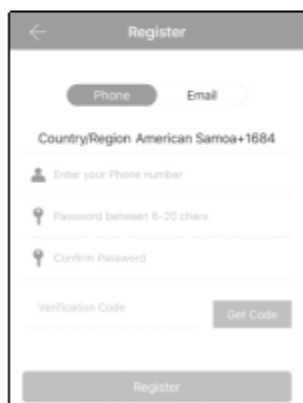 Register
Phone Email
Country/Region American Samoa+1684
Enter your Phone number
Password between 6-20 chars
Confirm Password
Verification Code Get Code
Register